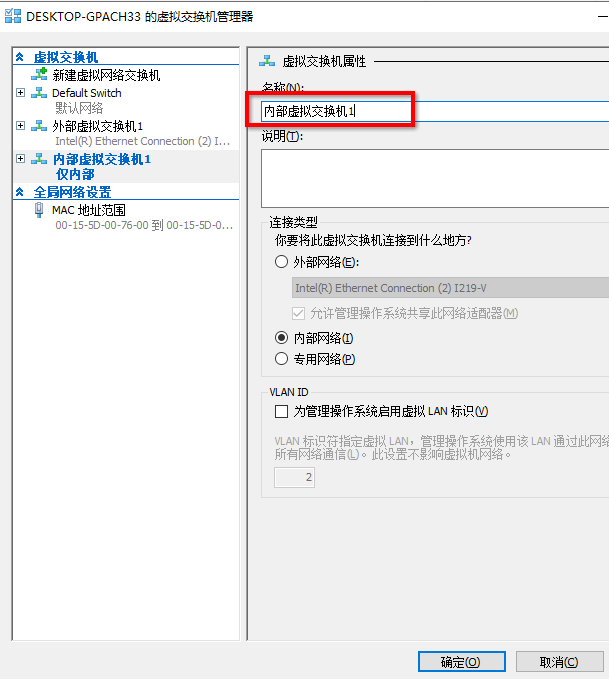 DESKTOP-GPACH33 的虚拟交换机管理器
虚拟交换机
新建虚拟网络交换机
Default Switch
默认网络
外部虚拟交换机1
Intel(R) Ethernet Connection (2) I...
内部虚拟交换机1
仅内部
全局网络设置
MAC 地址范围
00-15-5D-00-76-00 到 00-15-5D-0...
虚拟交换机属性
名称(N):
内部虚拟交换机1
说明(T):
连接类型
你要将此虚拟交换机连接到什么地方?
外部网络(E):
Intel(R) Ethernet Connection (2) I219-V
允许管理操作系统共享此网络适配器(M)
内部网络(I)
专用网络(P)
VLAN ID
为管理操作系统启用虚拟 LAN 标识(V)
VLAN 标识符指定虚拟 LAN，管理操作系统使用该 LAN 通过此网络
所有网络通信(L)。此设置不影响虚拟机网络。
2
确定(O)
取消(C)